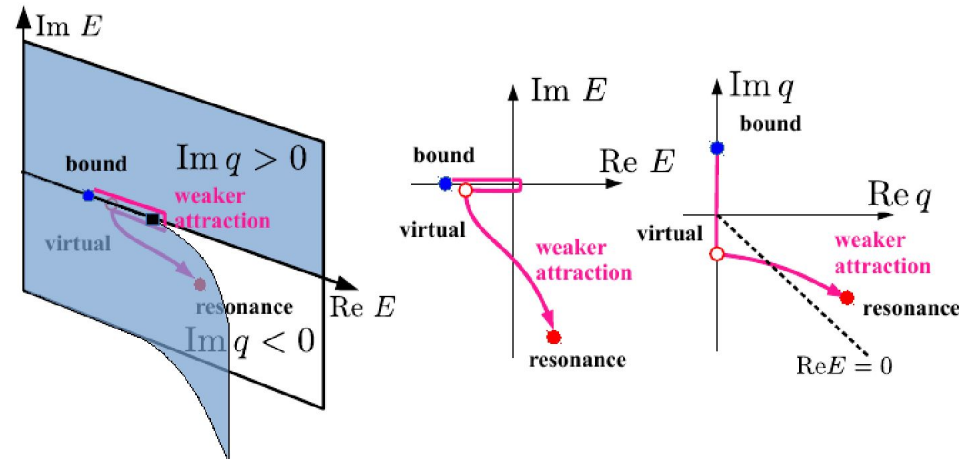 Im E
bound
Im q > 0
weaker
attraction
virtual
resonance
Re E
Im q < 0
Im E
bound
Re E
virtual
weaker
attraction
resonance
Im q
bound
Re q
virtual
weaker
attraction
resonance
ReE = 0